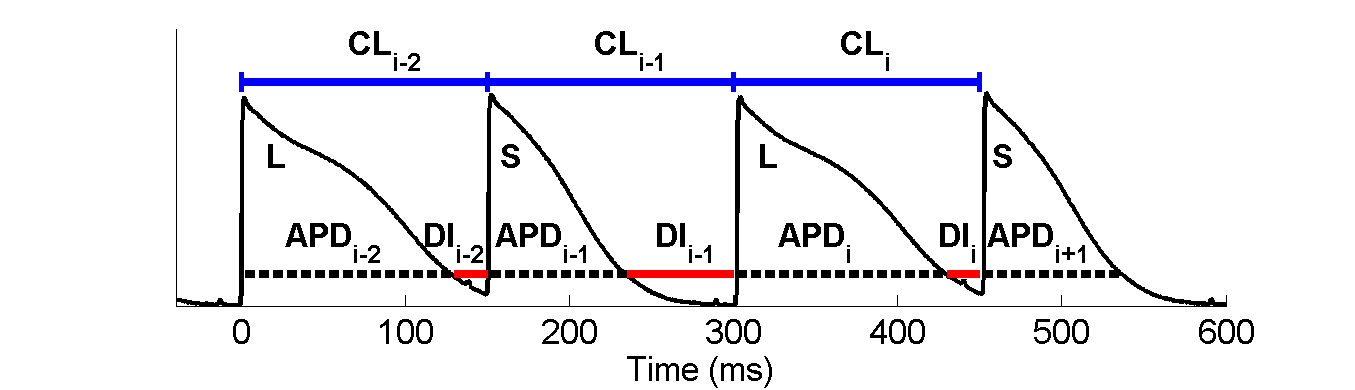 CLi-2 CLi-1 CLi
L S L S
APDi-2 DIi-2 APDi-1 DIi-1 APDi DIi APDi+1
0 100 200 300 400 500 600
Time (ms)